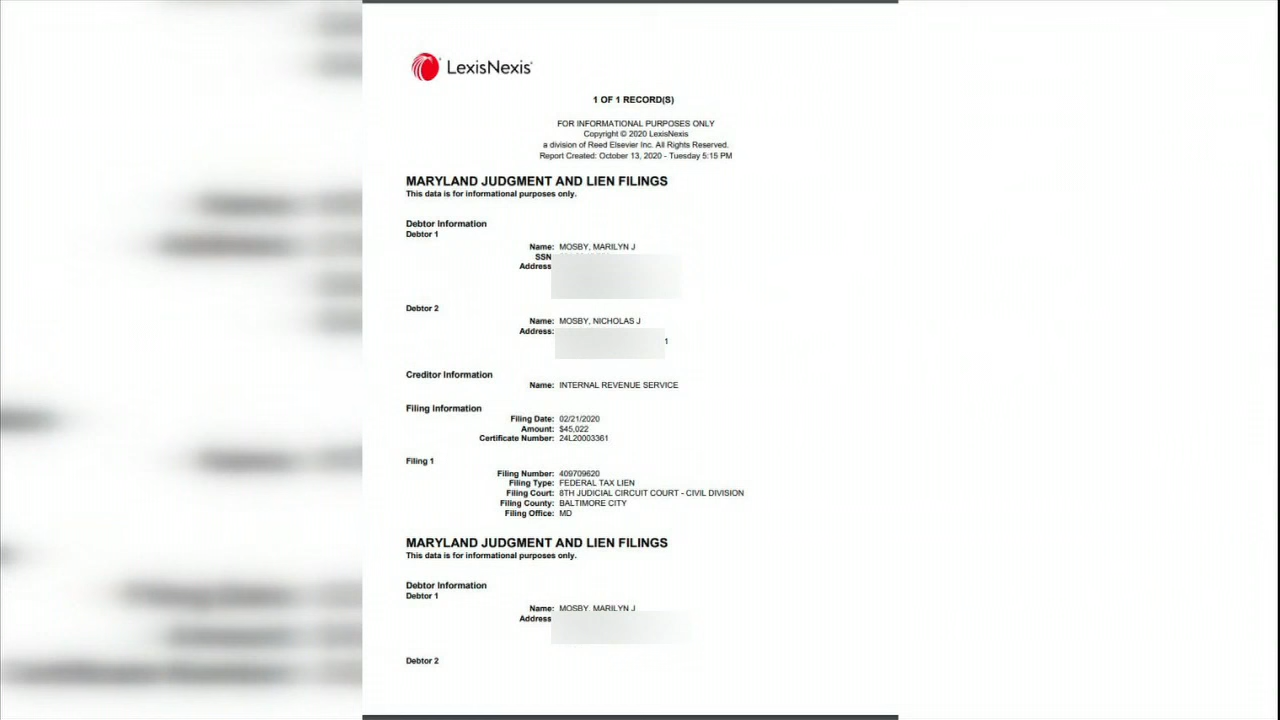 LexisNexis
1 OF 1 RECORD(S)
FOR INFORMATIONAL PURPOSES ONLY
Copyright © 2020 LexisNexis
a division of Reed Elsevier Inc. All Rights Reserved.
Report Created: October 13, 2020 - Tuesday 5:15 PM
MARYLAND JUDGMENT AND LIEN FILINGS
This data is for informational purposes only.
Debtor Information
Debtor 1
Name: MOSBY, MARILYN J
SSN
Address
Debtor 2
Name: MOSBY, NICHOLAS J
Address:
1
Creditor Information
Name: INTERNAL REVENUE SERVICE
Filing Information
Filing Date: 02/21/2020
Amount: $45,022
Certificate Number: 24L20003361
Filing 1
Filing Number: 409709620
Filing Type: FEDERAL TAX LIEN
Filing Court: 8TH JUDICIAL CIRCUIT COURT - CIVIL DIVISION
Filing County: BALTIMORE CITY
Filing Office: MD
MARYLAND JUDGMENT AND LIEN FILINGS
This data is for informational purposes only.
Debtor Information
Debtor 1
Name: MOSBY, MARILYN J
Address
Debtor 2